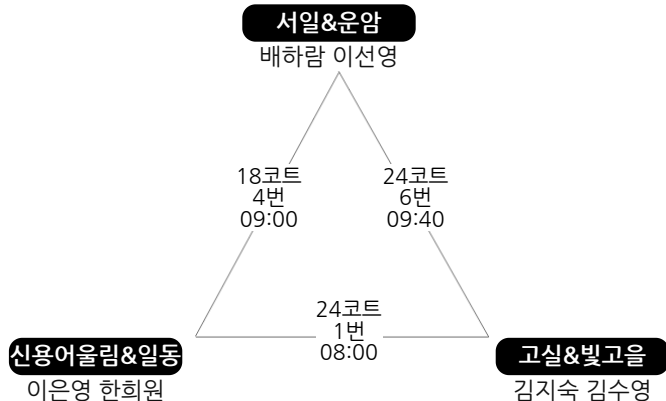 서일&운암
배하람 이선영
18코트
4번
09:00
24코트
6번
09:40
24코트
1번
08:00
신용어울림&일동
이은영 한희원
고실&빛고을
김지숙 김수영